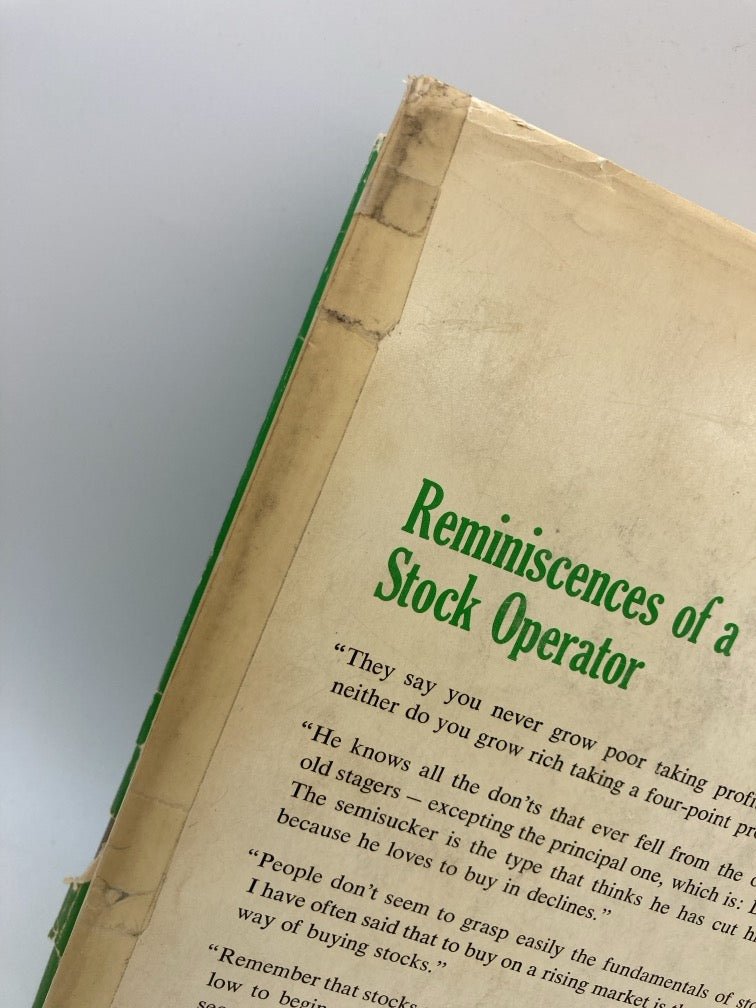 Reminiscences of a
Stock Operator
“They say you never grow poor taking
neither do you grow rich taking a four-point
“He knows all the don'ts that ever fell from the
old stagers – excepting the principal one, which is:
The semisucker is the type that thinks he has cut
because he loves to buy in declines.”
“People don't seem to grasp easily the fundamentals of
I have often said that to buy on a rising market is
way of buying stocks.”
“Remember that stocks
low to begin